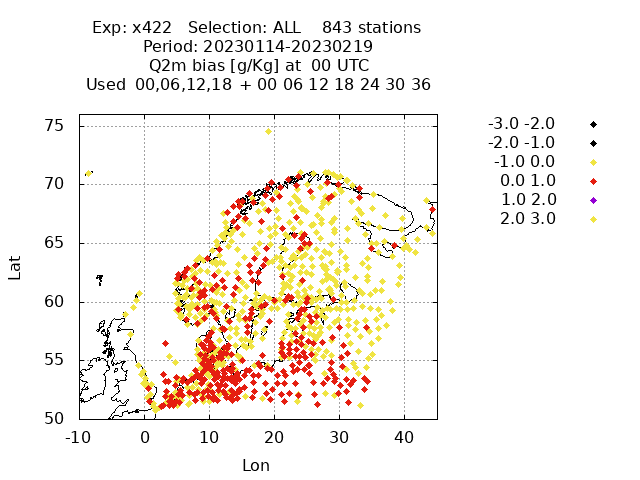 Exp: x422 Selection: ALL 843 stations
Period: 20230114-20230219
Q2m bias [g/Kg] at 00 UTC
Used 00,06,12,18 + 00 06 12 18 24 30 36
-3.0 -2.0
-2.0 -1.0
-1.0 0.0
0.0 1.0
1.0 2.0
2.0 3.0
75
70
65
60
55
50
Lat
-10 0 10 20 30 40
Lon